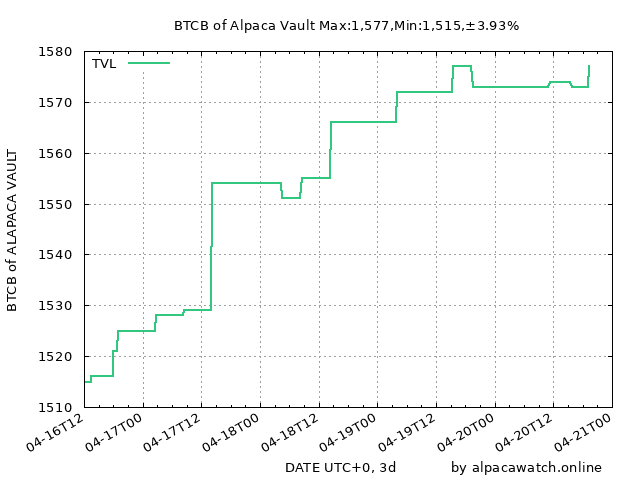 BTCB of Alpaca Vault Max:1,577,Min:1,515,±3.93%
TVL
1580
1570
1560
1550
1540
1530
1520
1510
BTCB of ALAPACA VAULT
04-16T12
04-17T00
04-17T12
04-18T00
04-18T12
04-19T00
04-19T12
04-20T00
04-20T12
04-21T00
DATE UTC+0, 3d
by alpacawatch.online